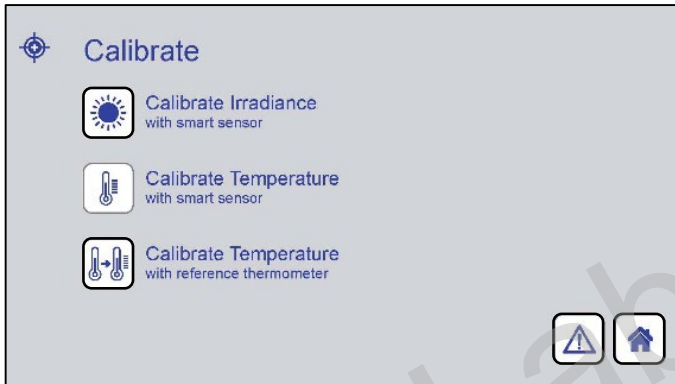 Calibrate
Calibrate Irradiance
with smart sensor
Calibrate Temperature
with smart sensor
Calibrate Temperature
with reference thermometer